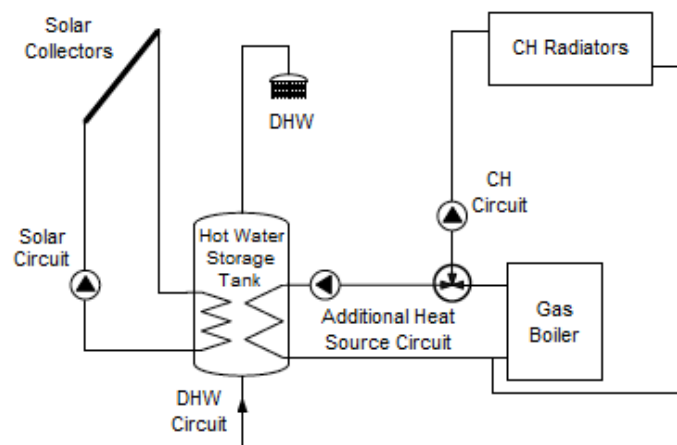 Solar
Collectors
DHW
CH Radiators
CH
Circuit
Solar
Circuit
Hot Water
Storage
Tank
Additional Heat
Source Circuit
Gas
Boiler
DHW
Circuit